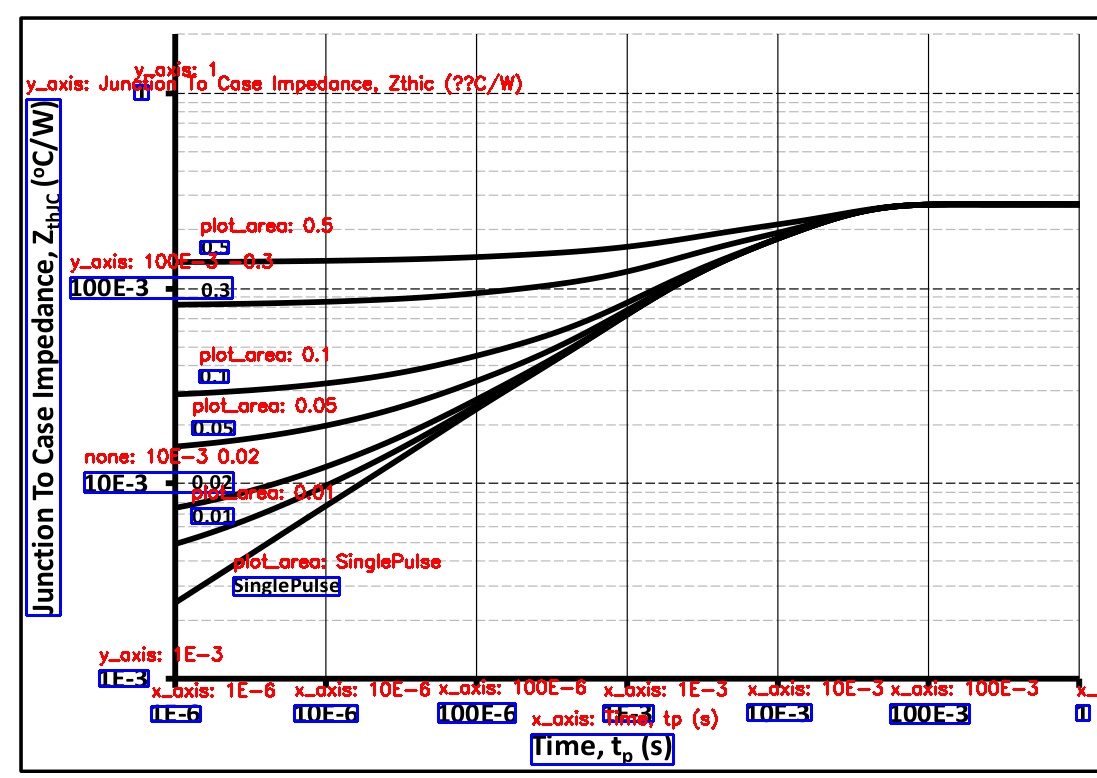 y_axis: 1
y_axis: Junction To Case Impedance, Zthic (??C/W)
1
Junction To Case Impedance, ZthJC (oC/W)
plot_area: 0.5
0.5
y_axis: 100E-3 0.3
100E-3 0.3
plot_area: 0.1
0.1
plot_area: 0.05
0.05
none: 10E-3 0.02
10E-3 0.02
plot_area: 0.01
0.01
plot_area: SinglePulse
SinglePulse
y_axis: 1E-3
1E-3
x_axis: 1E-6 x_axis: 10E-6 x_axis: 100E-6 x_axis: 1E-3 x_axis: 10E-3 x_axis: 100E-3 x_
1E-6 10E-6 100E-6 1E-3 10E-3 100E-3 1
x_axis: Time, tp (s)
Time, tp (s)